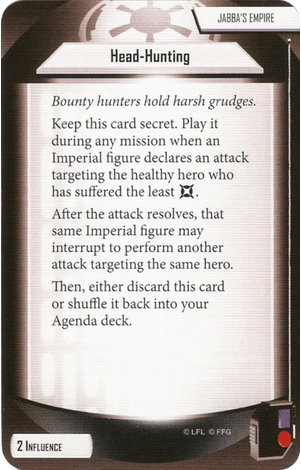 JABBA'S EMPIRE
Head-Hunting
Bounty hunters hold harsh grudges.
Keep this card secret. Play it
during any mission when an
Imperial figure declares an attack
targeting the healthy hero who
has suffered the least .
After the attack resolves, that
same Imperial figure may
interrupt to perform another
attack targeting the same hero.
Then, either discard this card
or shuffle it back into your
Agenda deck.
© LFL © FFG
2 INFLUENCE